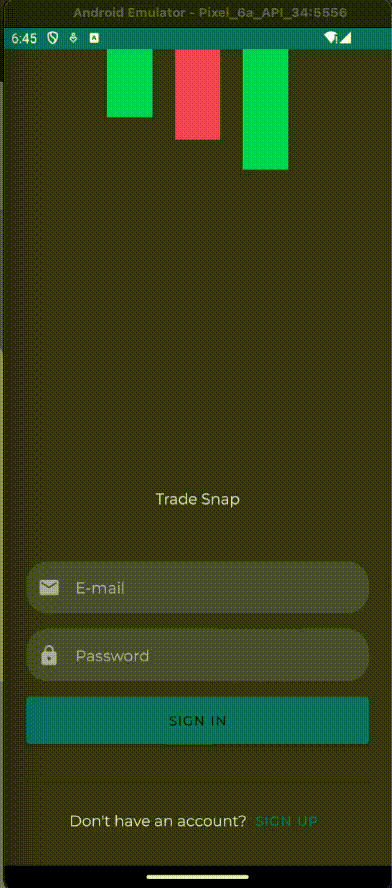 Android Emulator - Pixel_6a_API_34:5556
6:45
A
Trade Snap
E-mail
Password
SIGN IN
Don't have an account? SIGN UP